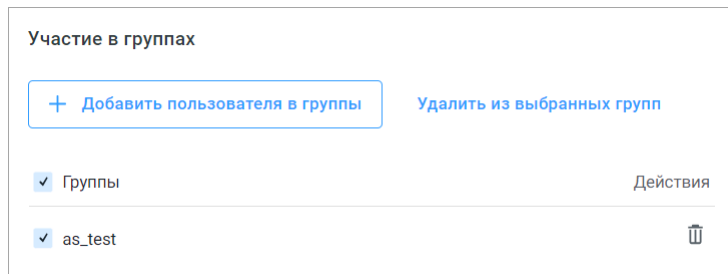 Участие в группах
Добавить пользователя в группы
Удалить из выбранных групп
Группы
Действия
as_test